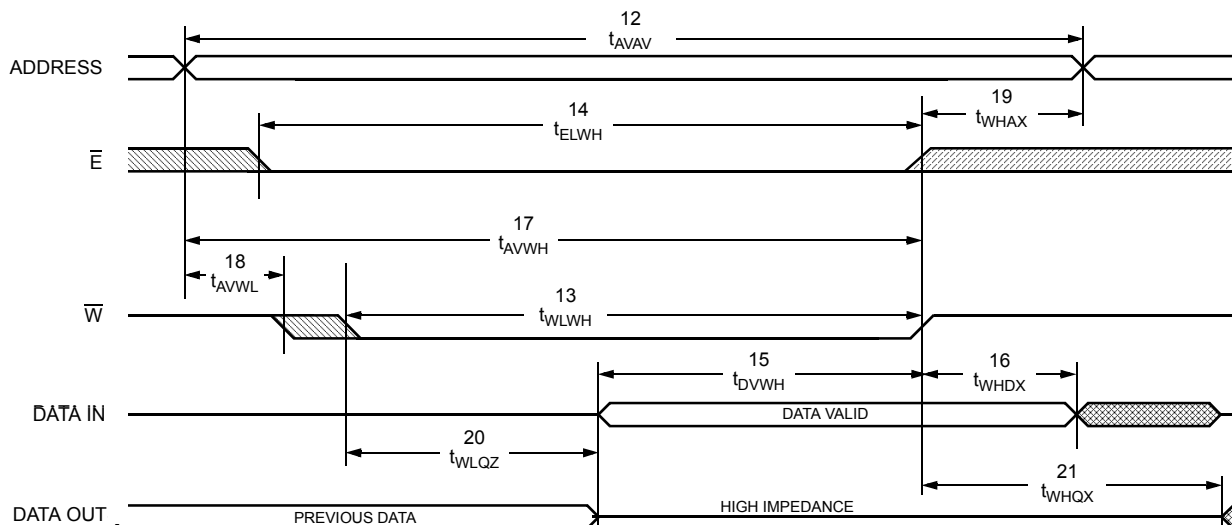 12
tAVAV
ADDRESS
14
tELWH
19
tWHAX
E
17
tAVWH
18
tAVWL
W
13
tWLWH
15
tDVWH
16
tWHDX
DATA IN
DATA VALID
20
tWLQZ
21
tWHQX
DATA OUT
PREVIOUS DATA
HIGH IMPEDANCE